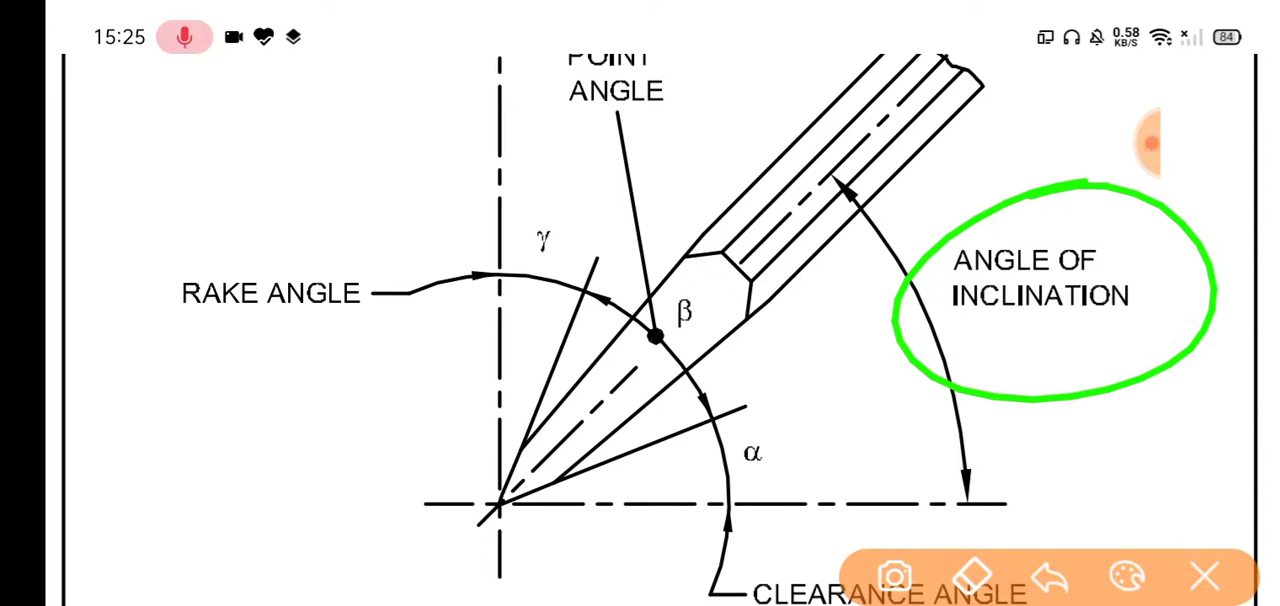 15:25
0.58
KB/S
84
POINT
ANGLE
γ
RAKE ANGLE
β
ANGLE OF
INCLINATION
α
CLEARANCE ANGLE